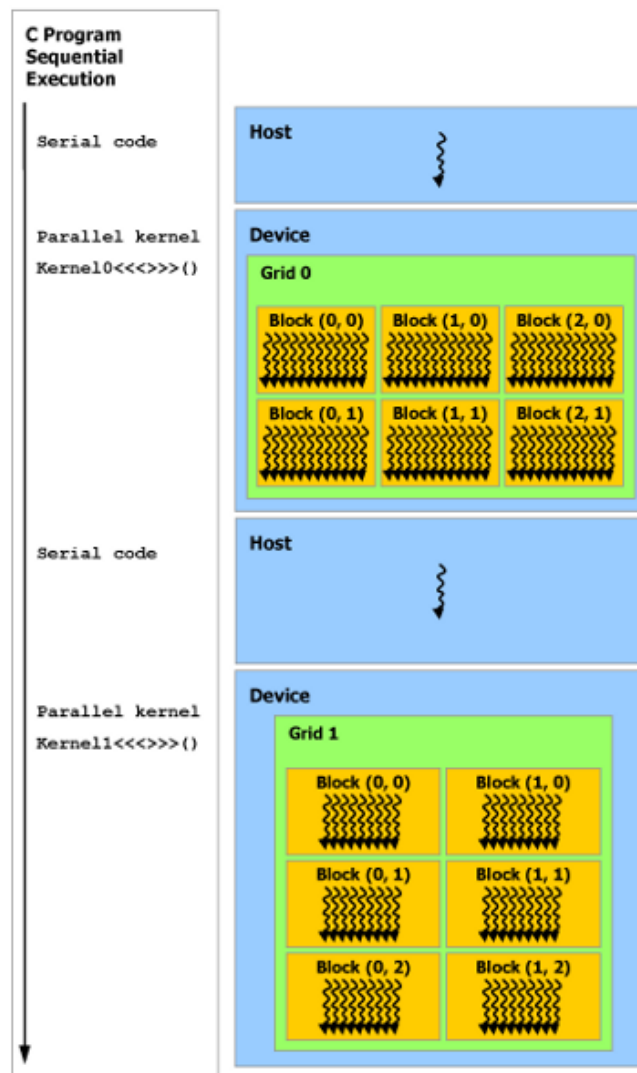 C Program
Sequential
Execution
Serial code
Host
Parallel kernel
Kernel0<<<>>>()
Device
Grid 0
Block (0, 0) Block (1, 0) Block (2, 0)
Block (0, 1) Block (1, 1) Block (2, 1)
Serial code
Host
Parallel kernel
Kernel1<<<>>>()
Device
Grid 1
Block (0, 0) Block (1, 0)
Block (0, 1) Block (1, 1)
Block (0, 2) Block (1, 2)